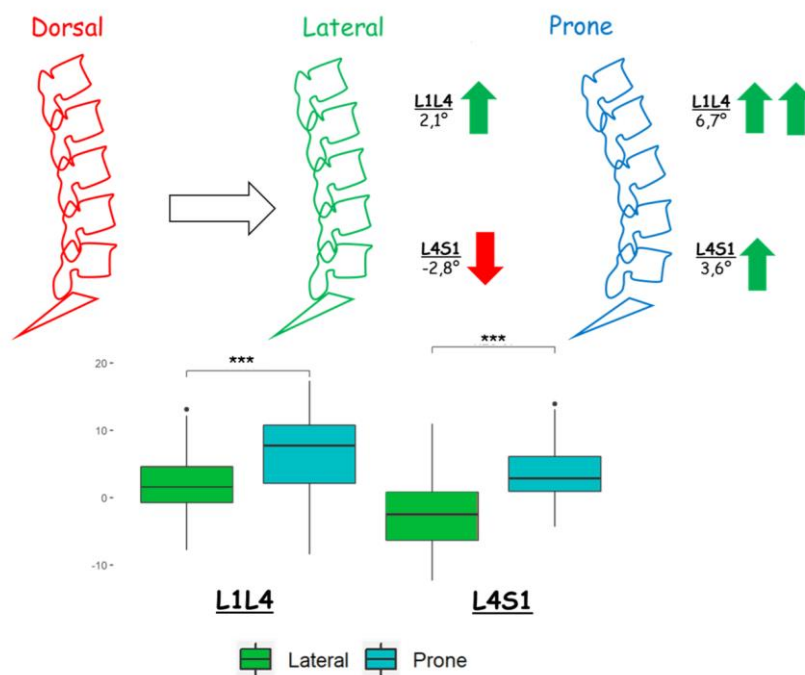 Dorsal
Lateral
Prone
L1L4
2,1°
L1L4
6,7°
L4S1
-2,8°
L4S1
3,6°
***
***
20
10
0
-10
L1L4
L4S1
Lateral
Prone